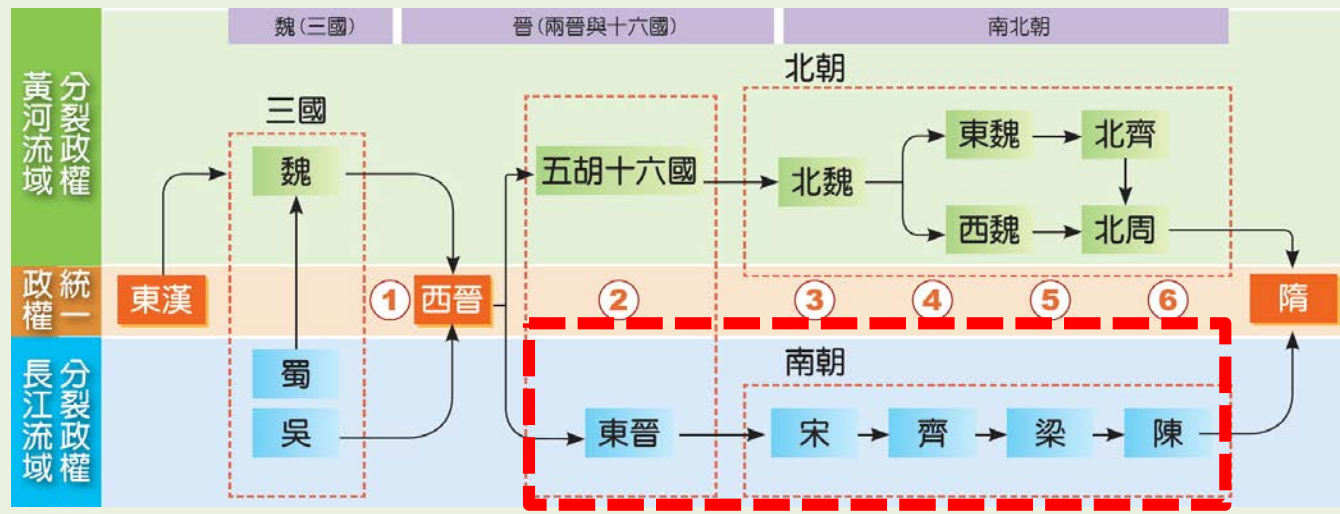 魏(三國)
晉(兩晉與十六國)
南北朝
黃河流域
分裂政權
三國
魏
五胡十六國
北朝
北魏
東魏
北齊
西魏
北周
政權
統一
東漢
①
西晉
②
③
④
⑤
⑥
隋
長江流域
分裂政權
蜀
吳
東晉
南朝
宋
齊
梁
陳